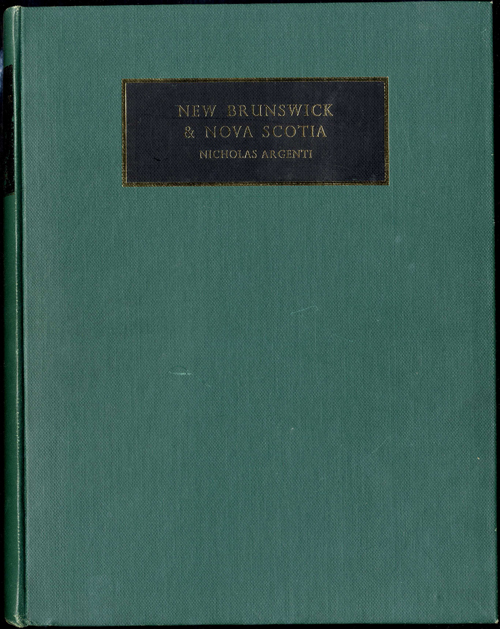 NEW BRUNSWICK
& NOVA SCOTIA
NICHOLAS ARGENTI